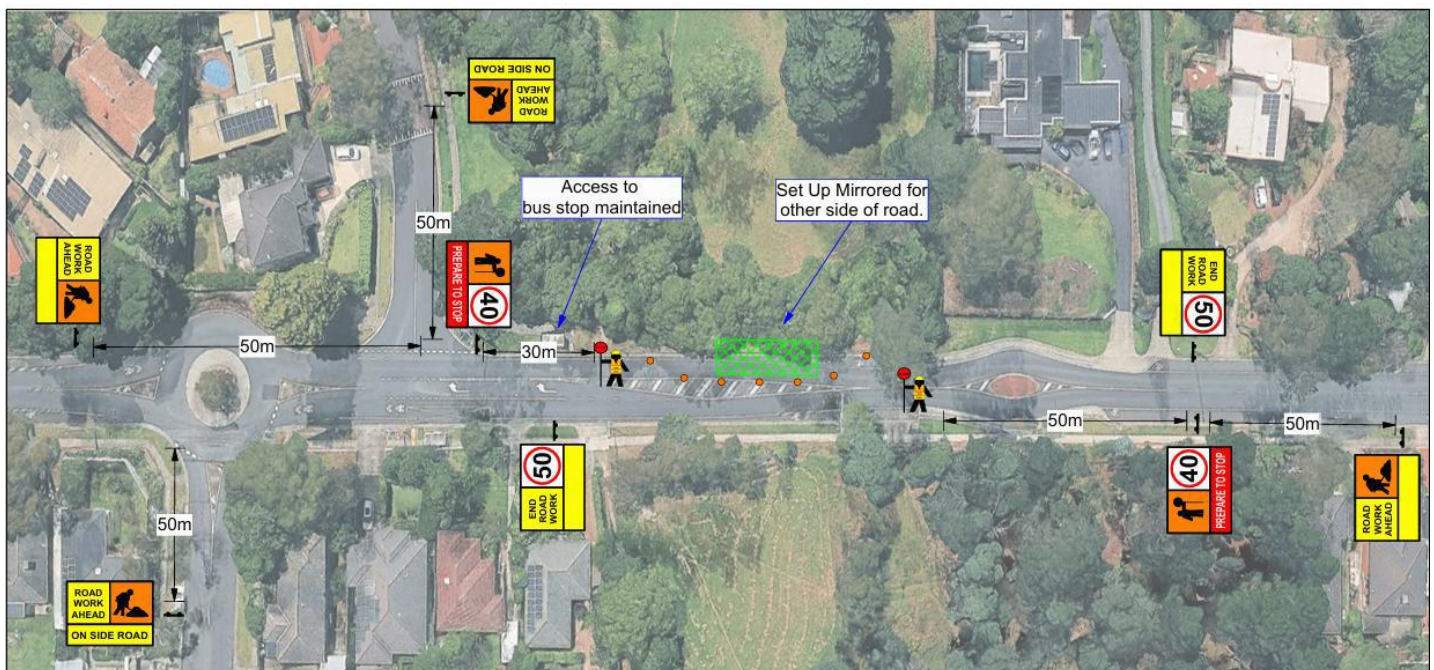 ON SIDE ROAD
ROAD
WORK
AHEAD
Access to
bus stop maintained
Set Up Mirrored for
other side of road.
50m
ROAD
WORK
AHEAD
PREPARE TO STOP
40
END
ROAD
WORK
50
50m
30m
50m
50m
50m
50
END
ROAD
WORK
40
PREPARE TO STOP
ROAD
WORK
AHEAD
ROAD
WORK
AHEAD
ON SIDE ROAD